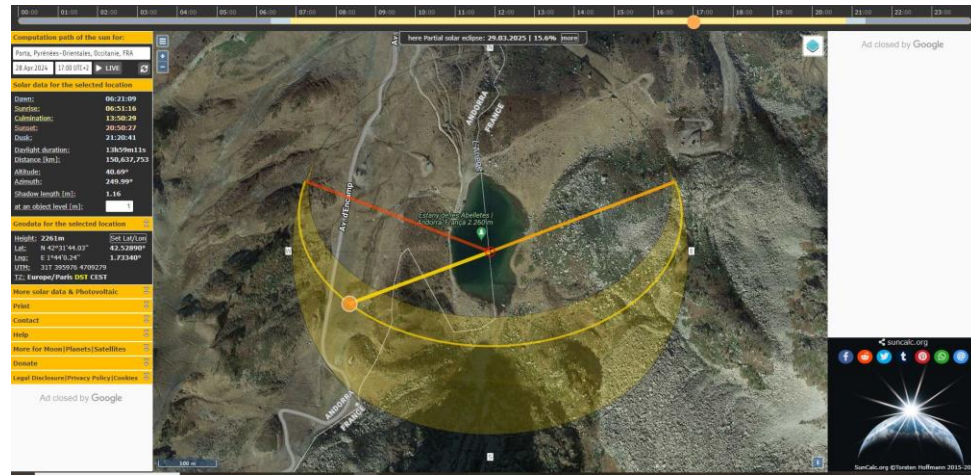 00:00 01:00 02:00 03:00 04:00 05:00 06:00 07:00 08:00 09:00 10:00 11:00 12:00 13:00 14:00 15:00 16:00 17:00 18:00 19:00 20:00 21:00 22:00 23:00
Computation path of the sun for:
Porta, Pyrénées-Orientales, Occitanie, FRA
28.Apr.2024 17:00 UTC+2 LIVE
Solar data for the selected location
Dawn: 06:21:09
Sunrise: 06:51:16
Culmination: 13:50:29
Sunset: 20:50:27
Dusk: 21:20:41
Daylight duration: 13h59m11s
Distance [km]: 150,637,753
Altitude: 40.69°
Azimuth: 249.99°
Shadow length [m]: 1.16
at an object level [m]: 1
Geodata for the selected location
Height: 2261m Set Lat/Lon
Lat: N 42°31'44.03" 42.52890°
Lng: E 1°44'0.24" 1.73340°
UTM: 31T 395976 4709279
TZ: Europe/Paris DST CEST
More solar data & Photovoltaic
Print
Contact
Help
More for Moon|Planets|Satellites
Donate
Legal Disclosure|Privacy Policy|Cookies
Ad closed by Google
here Partial solar eclipse: 29.03.2025 | 15.6% more
+
−
ANDORRA
FRANCE
Av. d'Encamp
Estany de les Abelletes |
Andorra, França 2.260 m
ANDORRA
FRANCE
100 m
Ad closed by Google
suncalc.org
SunCalc.org ©Torsten Hoffmann 2015-20